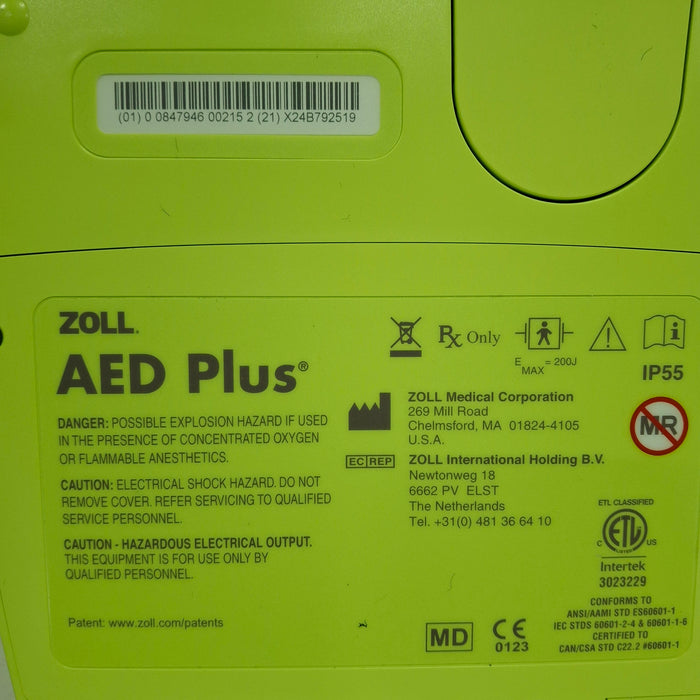 (01) 0 0847946 00215 2 (21) X24B792519
ZOLL®
AED Plus®
DANGER: POSSIBLE EXPLOSION HAZARD IF USED
IN THE PRESENCE OF CONCENTRATED OXYGEN
OR FLAMMABLE ANESTHETICS.
CAUTION: ELECTRICAL SHOCK HAZARD. DO NOT
REMOVE COVER. REFER SERVICING TO QUALIFIED
SERVICE PERSONNEL.
CAUTION - HAZARDOUS ELECTRICAL OUTPUT.
THIS EQUIPMENT IS FOR USE ONLY BY
QUALIFIED PERSONNEL.
Patent: www.zoll.com/patents
Rx Only
EMAX = 200J
IP55
ZOLL Medical Corporation
269 Mill Road
Chelmsford, MA 01824-4105
U.S.A.
MR
EC REP
ZOLL International Holding B.V.
Newtonweg 18
6662 PV ELST
The Netherlands
Tel. +31(0) 481 36 64 10
ETL CLASSIFIED
C ETL US
LISTED
Intertek
3023229
CONFORMS TO
ANSI/AAMI STD ES60601-1
IEC STDS 60601-2-4 & 60601-1-6
CERTIFIED TO
CAN/CSA STD C22.2 #60601-1
MD
CE
0123